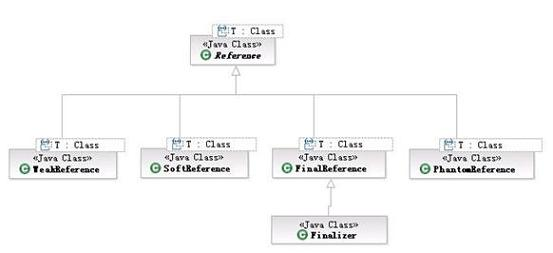 T : Class
«Java Class»
Reference
T : Class
«Java Class»
WeakReference
T : Class
«Java Class»
SoftReference
T : Class
«Java Class»
FinalReference
T : Class
«Java Class»
PhantomReference
«Java Class»
Finalizer